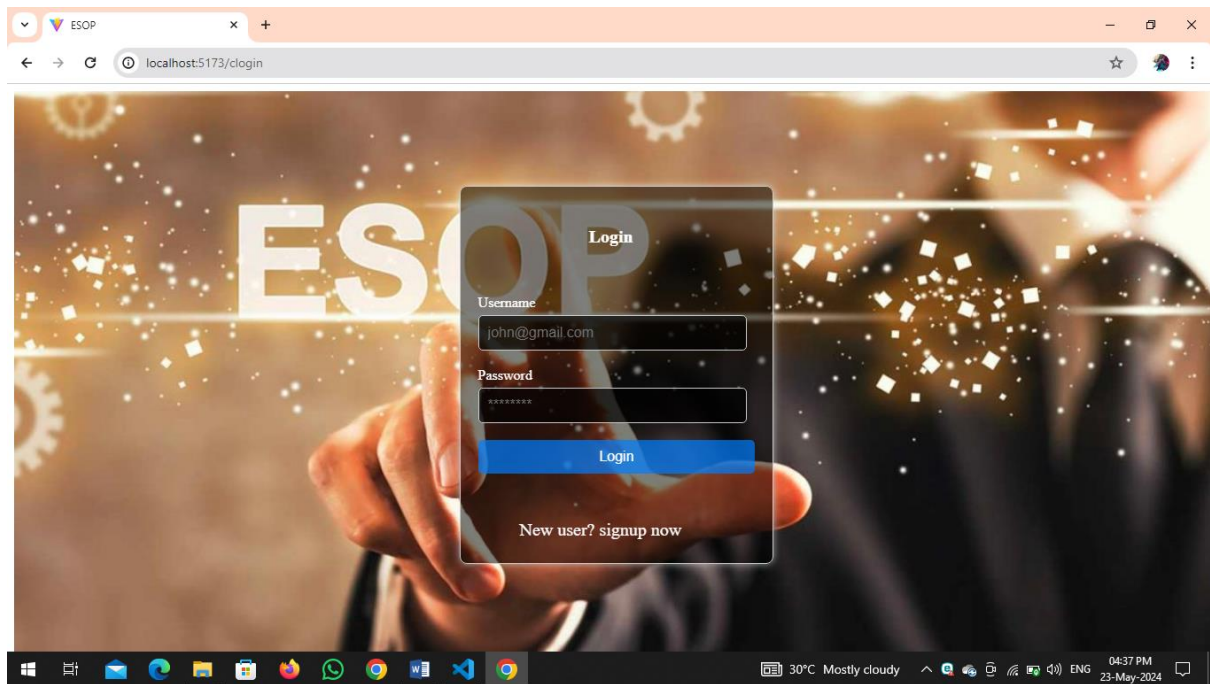 ESOP
localhost:5173/clogin
ESOP
Login
Username
john@gmail.com
Password
********
Login
New user? signup now
30°C Mostly cloudy
ENG
04:37 PM
23-May-2024